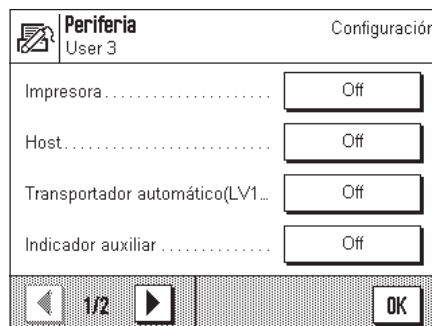 Periferia
User 3
Configuración
Impresora..................... Off
Host.......................... Off
Transportador automático(LV1... Off
Indicador auxiliar .............. Off
1/2
OK